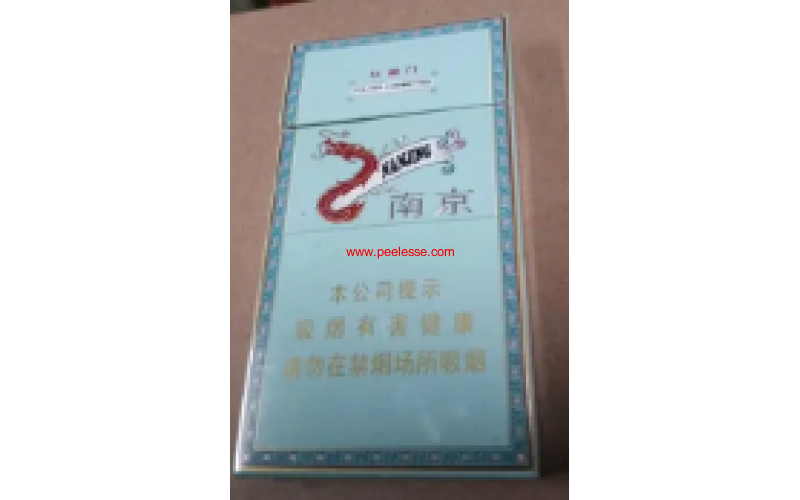 NANJING
南京
www.peelesse.com
本公司提示
吸烟有害健康
请勿在禁烟场所吸烟